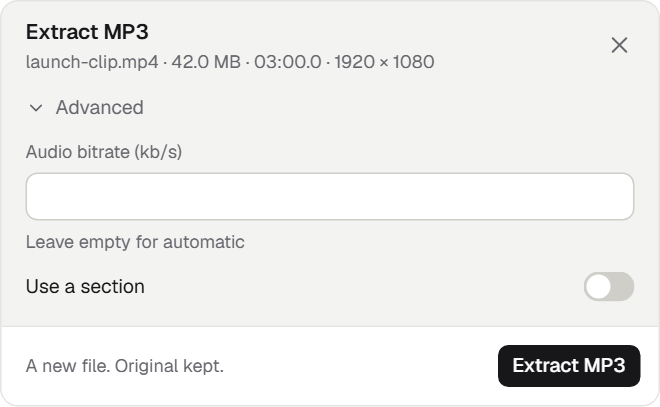 Extract MP3
launch-clip.mp4 · 42.0 MB · 03:00.0 · 1920 × 1080
Advanced
Audio bitrate (kb/s)
Leave empty for automatic
Use a section
A new file. Original kept.
Extract MP3